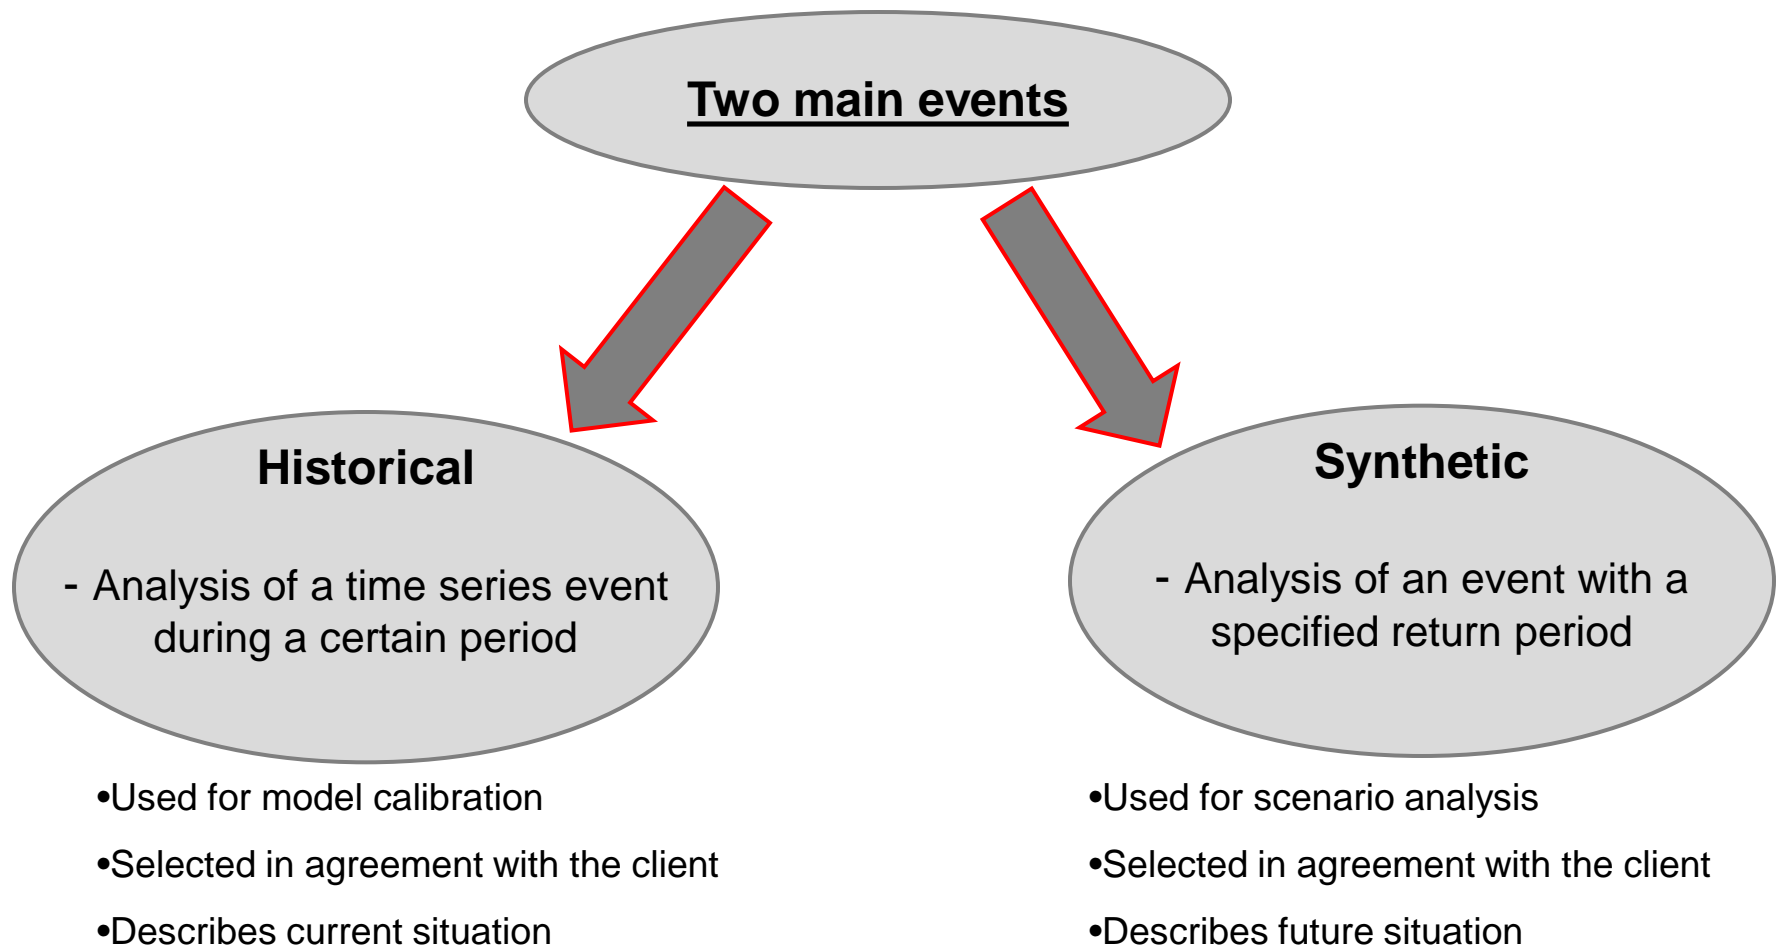 Two main events
Historical
- Analysis of a time series event
during a certain period
•Used for model calibration
•Selected in agreement with the client
•Describes current situation
Synthetic
- Analysis of an event with a
specified return period
•Used for scenario analysis
•Selected in agreement with the client
•Describes future situation